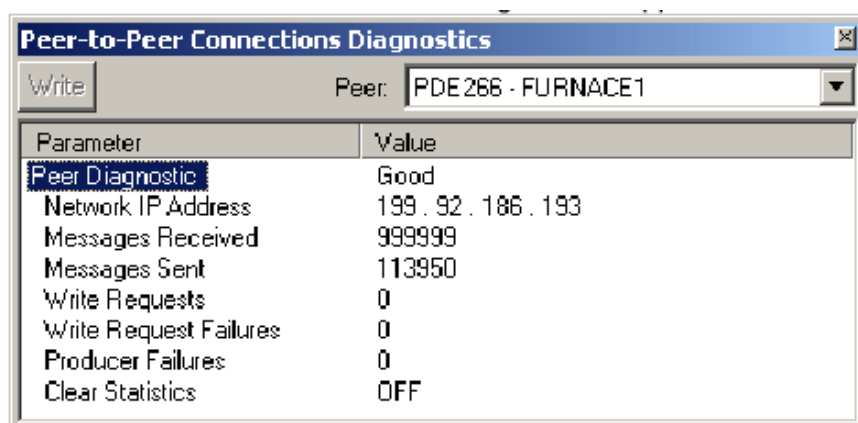 Peer-to-Peer Connections Diagnostics
Write Peer: PDE266 - FURNACE1
Parameter Value
Peer Diagnostic Good
Network IP Address 199 . 92 . 186 . 193
Messages Received 999999
Messages Sent 113950
Write Requests 0
Write Request Failures 0
Producer Failures 0
Clear Statistics OFF